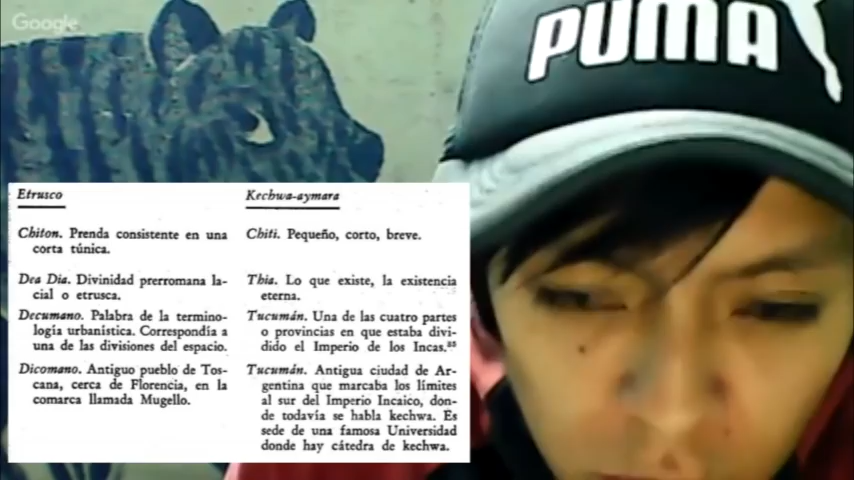 Google
PUMA
Etrusco
Kechwa-aymara
Chiton. Prenda consistente en una
corta túnica.
Chiti. Pequeño, corto, breve.
Dea Dia. Divinidad prerromana la-
cial o etrusca.
Thia. Lo que existe, la existencia
eterna.
Decumano. Palabra de la termino-
logía urbanística. Correspondía a
una de las divisiones del espacio.
Tucumán. Una de las cuatro partes
o provincias en que estaba divi-
dido el Imperio de los Incas.
Dicomano. Antiguo pueblo de Tos-
cana, cerca de Florencia, en la
comarca llamada Mugello.
Tucumán. Antigua ciudad de Ar-
gentina que marcaba los límites
al sur del Imperio Incaico, don-
de todavía se habla kechwa. Es
sede de una famosa Universidad
donde hay cátedra de kechwa.